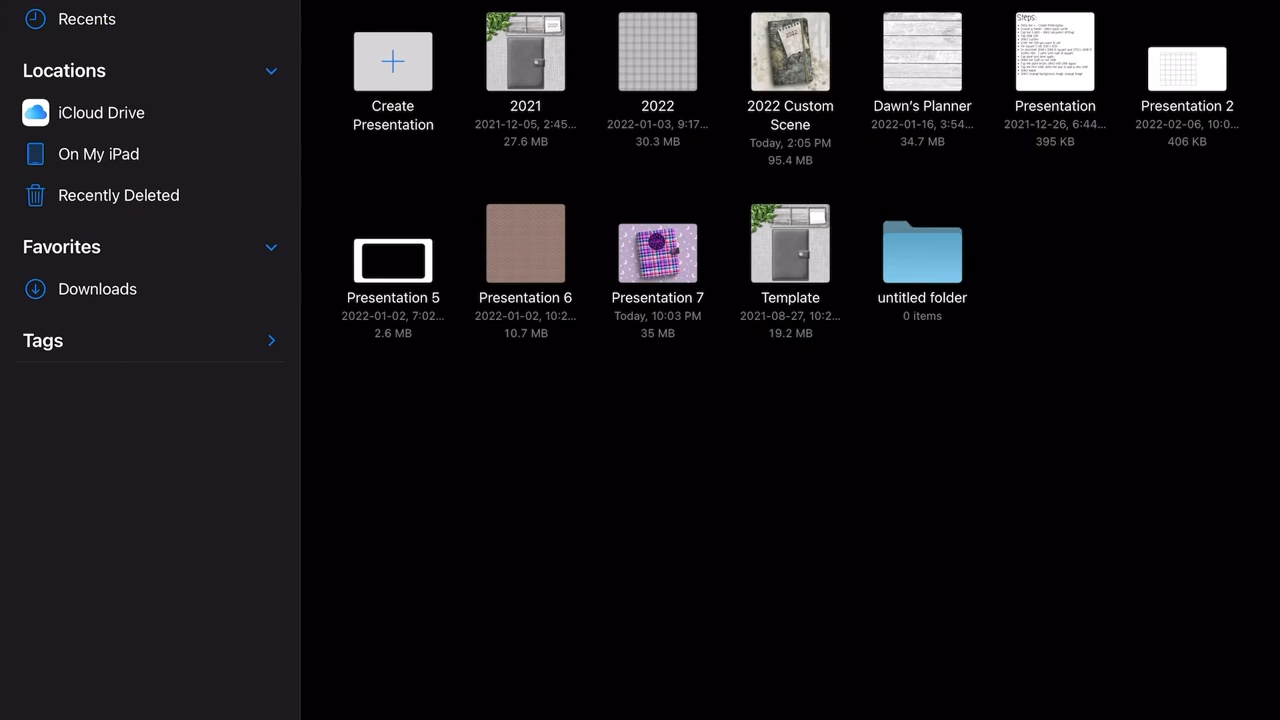 Recents
Locations
iCloud Drive
On My iPad
Recently Deleted
Favorites
Downloads
Tags
Create
Presentation
2021
2021-12-05, 2:45...
27.6 MB
2022
2022-01-03, 9:17...
30.3 MB
2022 Custom
Scene
Today, 2:05 PM
95.4 MB
Dawn's Planner
2022-01-16, 3:54...
34.7 MB
Steps:
Presentation
2021-12-26, 6:44...
395 KB
Presentation 2
2022-02-06, 10:0...
406 KB
Presentation 5
2022-01-02, 7:02...
2.6 MB
Presentation 6
2022-01-02, 10:2...
10.7 MB
Presentation 7
Today, 10:03 PM
35 MB
Template
2021-08-27, 10:2...
19.2 MB
untitled folder
0 items